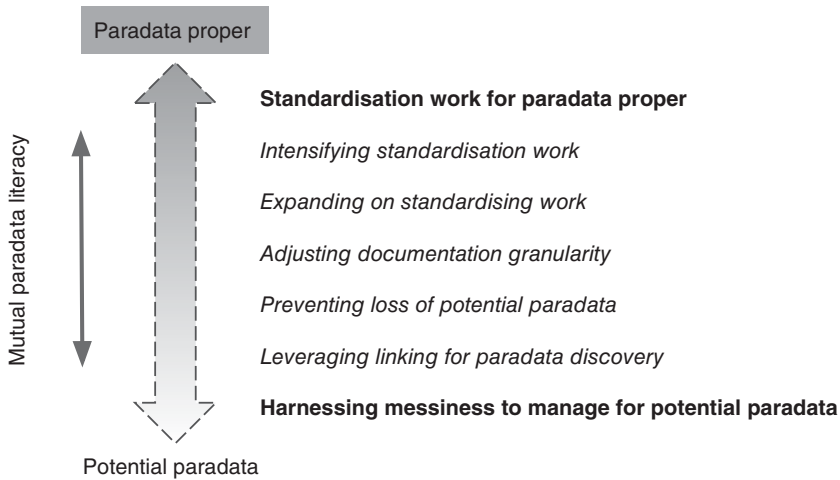 Paradata proper
Standardisation work for paradata proper
Intensifying standardisation work
Expanding on standardising work
Adjusting documentation granularity
Preventing loss of potential paradata
Leveraging linking for paradata discovery
Harnessing messiness to manage for potential paradata
Mutual paradata literacy
Potential paradata